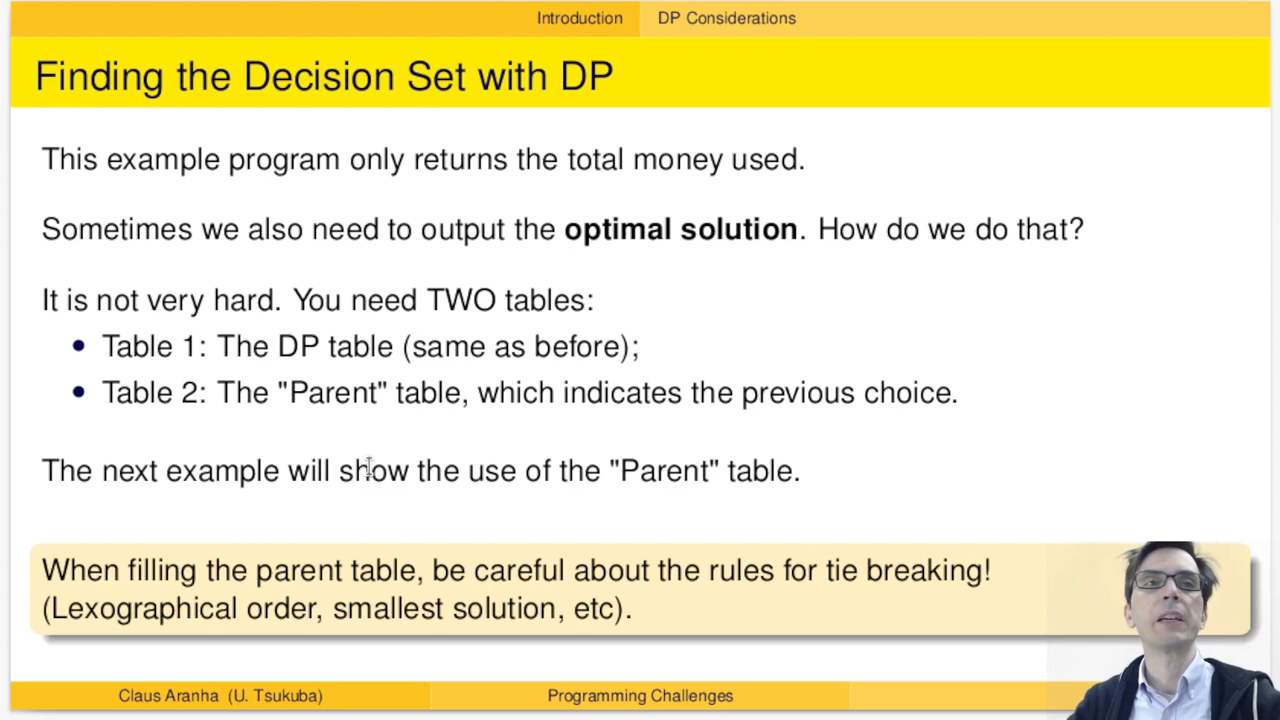 Introduction DP Considerations
Finding the Decision Set with DP
This example program only returns the total money used.
Sometimes we also need to output the optimal solution. How do we do that?
It is not very hard. You need TWO tables:
• Table 1: The DP table (same as before);
• Table 2: The "Parent" table, which indicates the previous choice.
The next example will show the use of the "Parent" table.
When filling the parent table, be careful about the rules for tie breaking!
(Lexographical order, smallest solution, etc).
Claus Aranha (U. Tsukuba) Programming Challenges